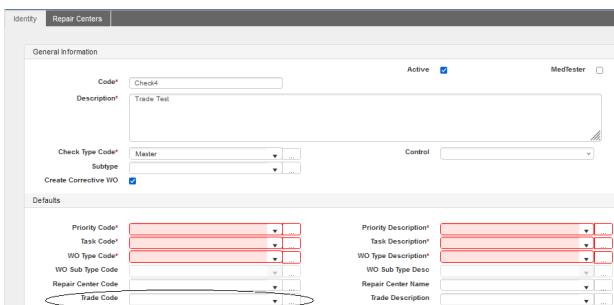 Identity Repair Centers
General Information
Active MedTester
Code* Check4
Description* Trade Test
Check Type Code* Master ... Control
Subtype ...
Create Corrective WO
Defaults
Priority Code* ... Priority Description* ...
Task Code* ... Task Description* ...
WO Type Code* ... WO Type Description* ...
WO Sub Type Code ... WO Sub Type Desc ...
Repair Center Code ... Repair Center Name ...
Trade Code ... Trade Description ...